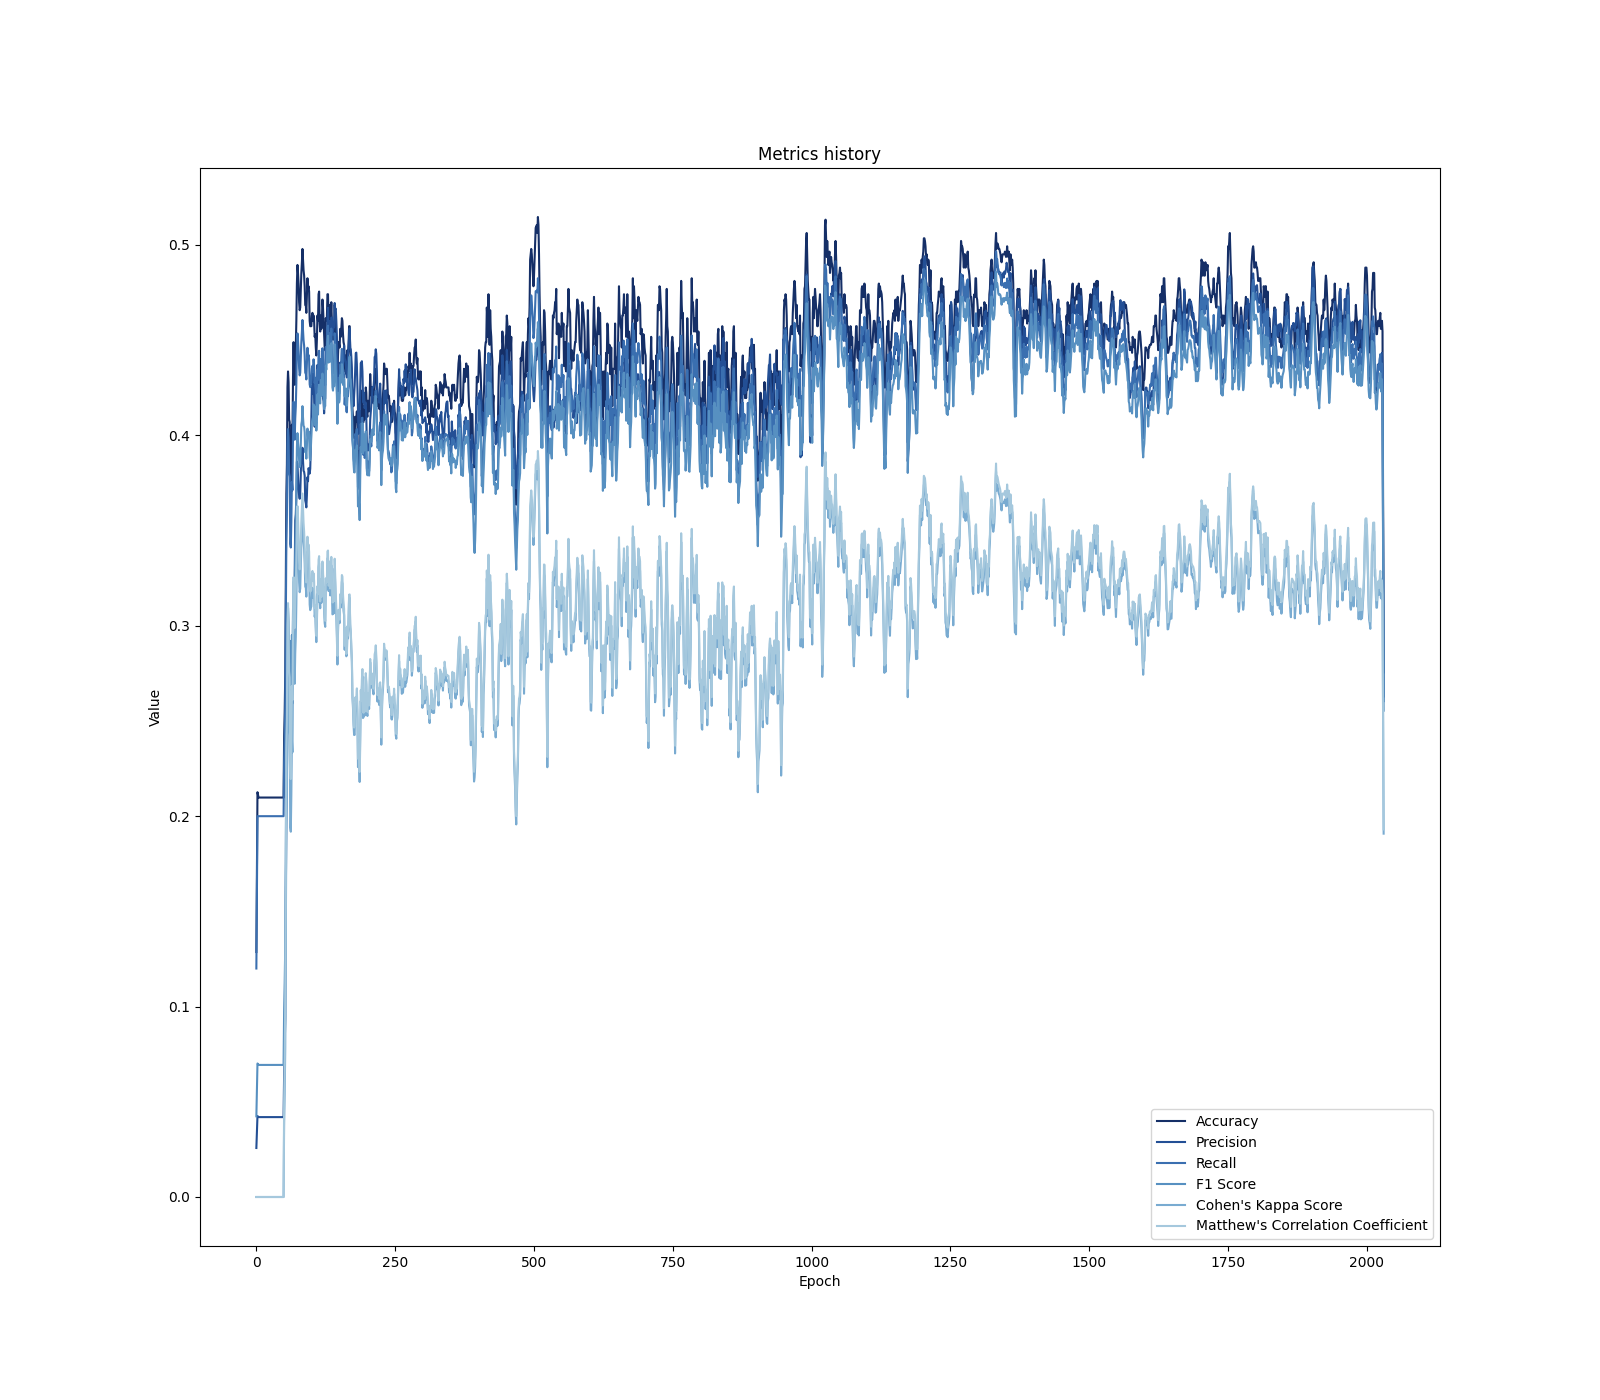 Metrics history
0.5
0.4
0.3
0.2
0.1
0.0
Value
0 250 500 750 1000 1250 1500 1750 2000
Epoch
Accuracy
Precision
Recall
F1 Score
Cohen's Kappa Score
Matthew's Correlation Coefficient